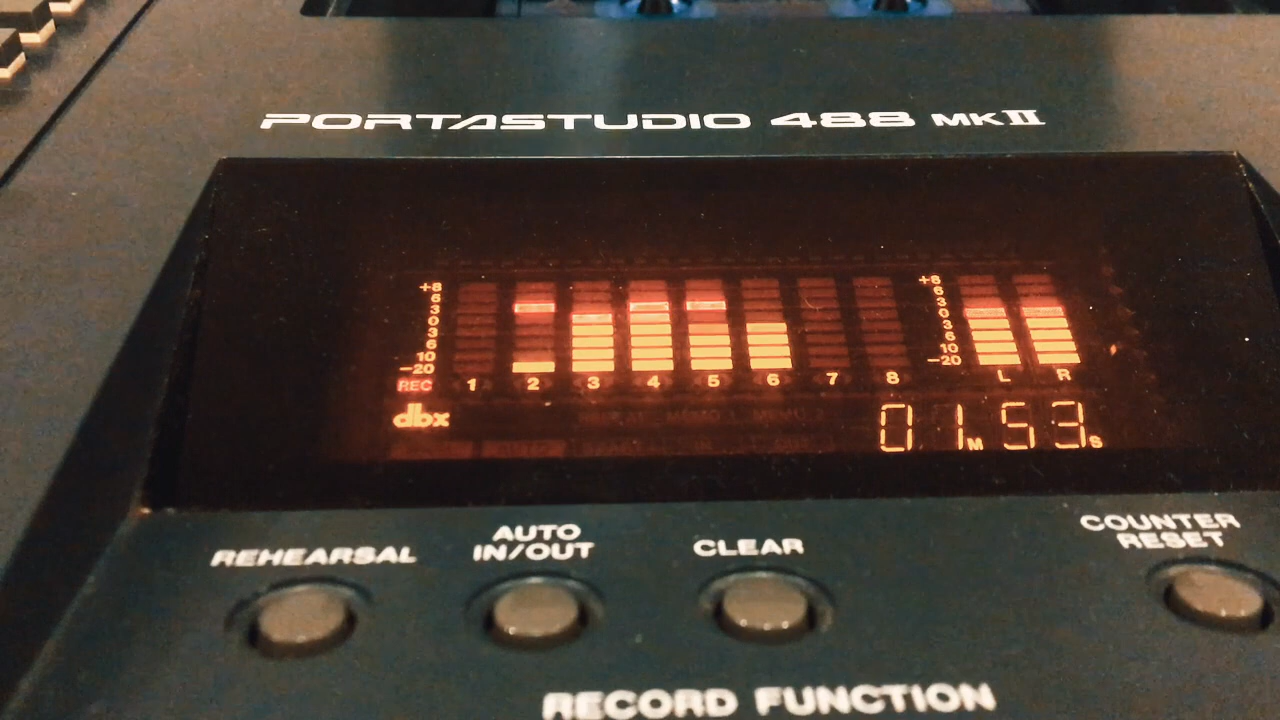 PORTASTUDIO 488 MKII
+8
6
3
0
3
6
10
-20
+8
6
3
0
3
6
10
-20
REC 1 2 3 4 5 6 7 8 L R
dbx
01M 53S
REHEARSAL
AUTO
IN/OUT
CLEAR
COUNTER
RESET
RECORD FUNCTION